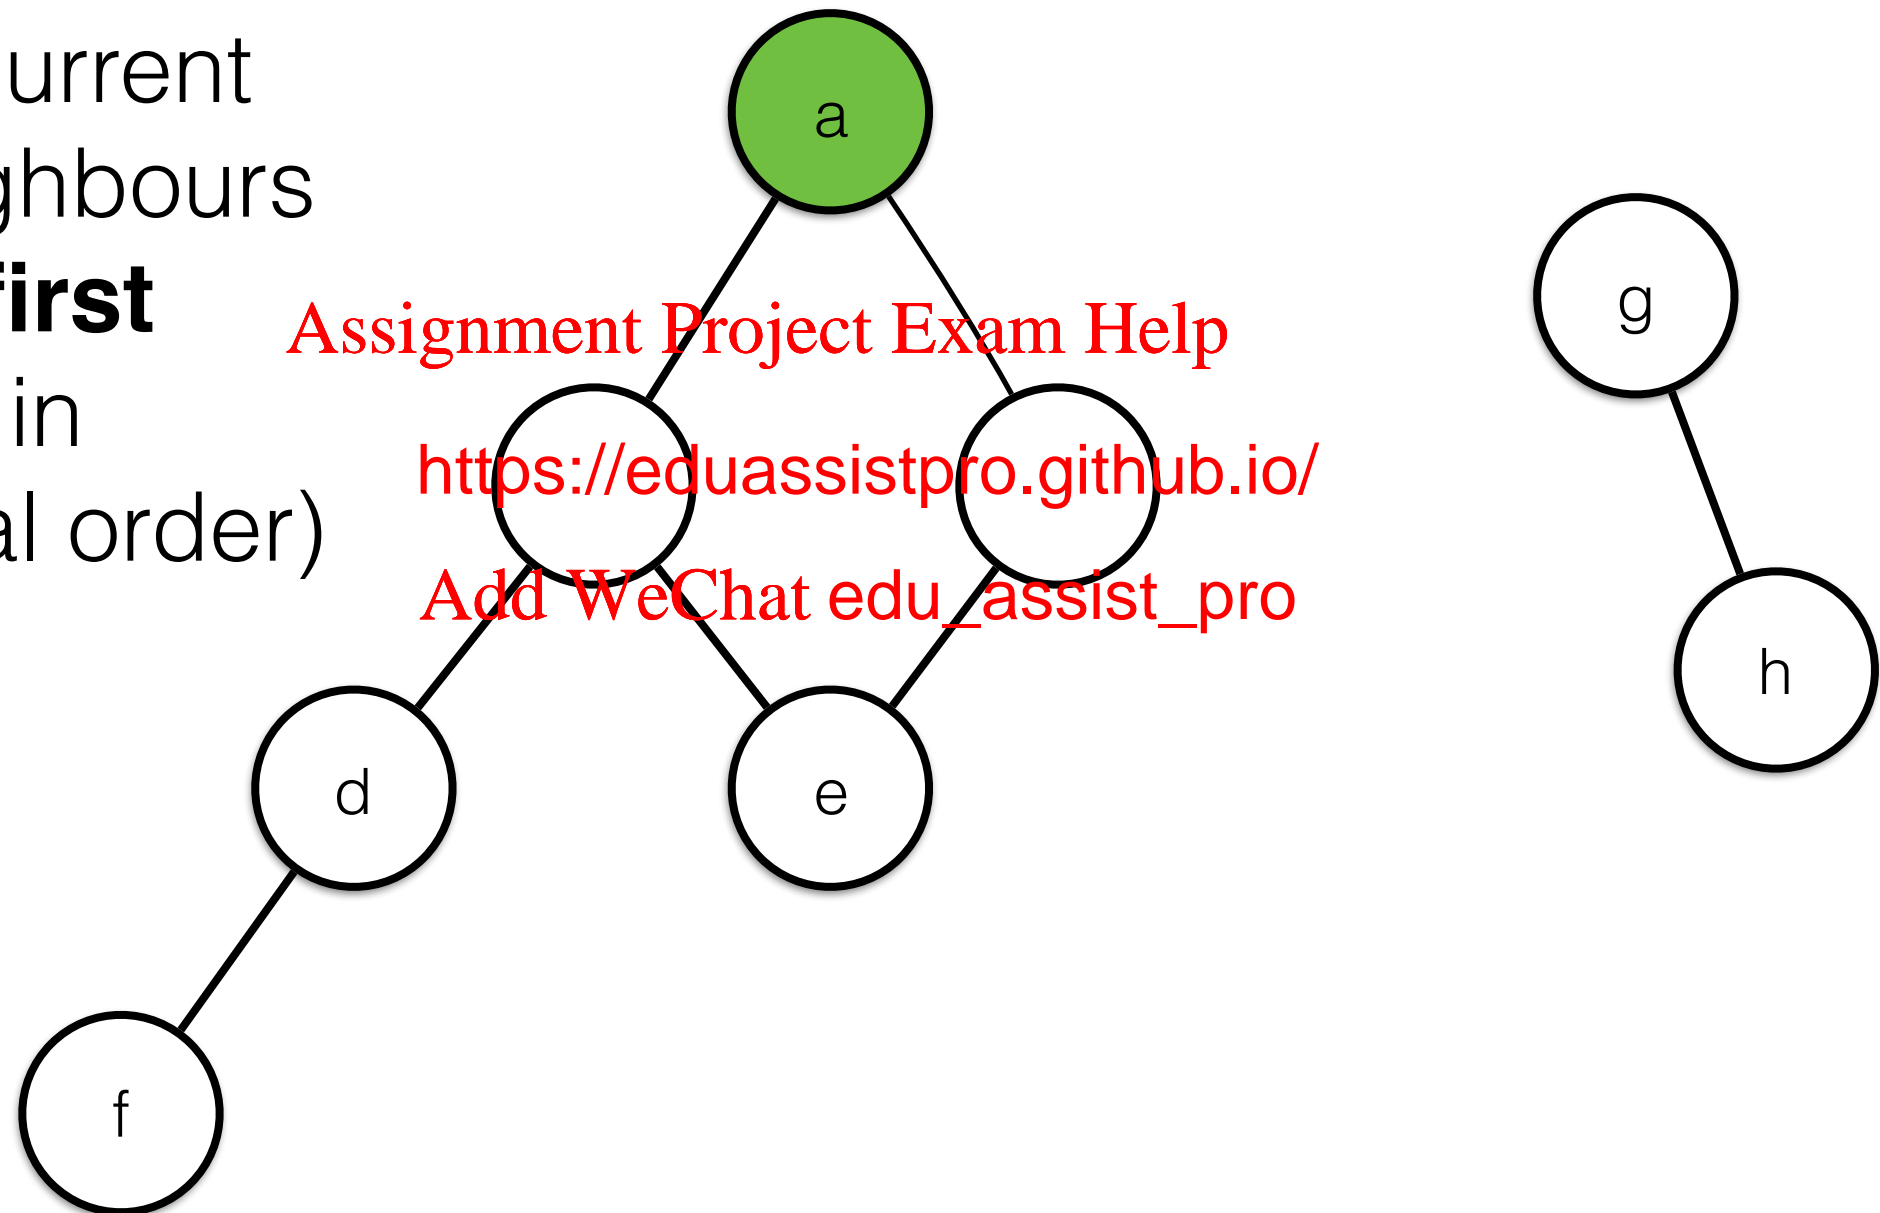 urrent
a
ghbours
g
first
Assignment Project Exam Help
in
https://eduassistpro.github.io/
al order)
Add WeChat edu_assist_pro
h
d
e
f